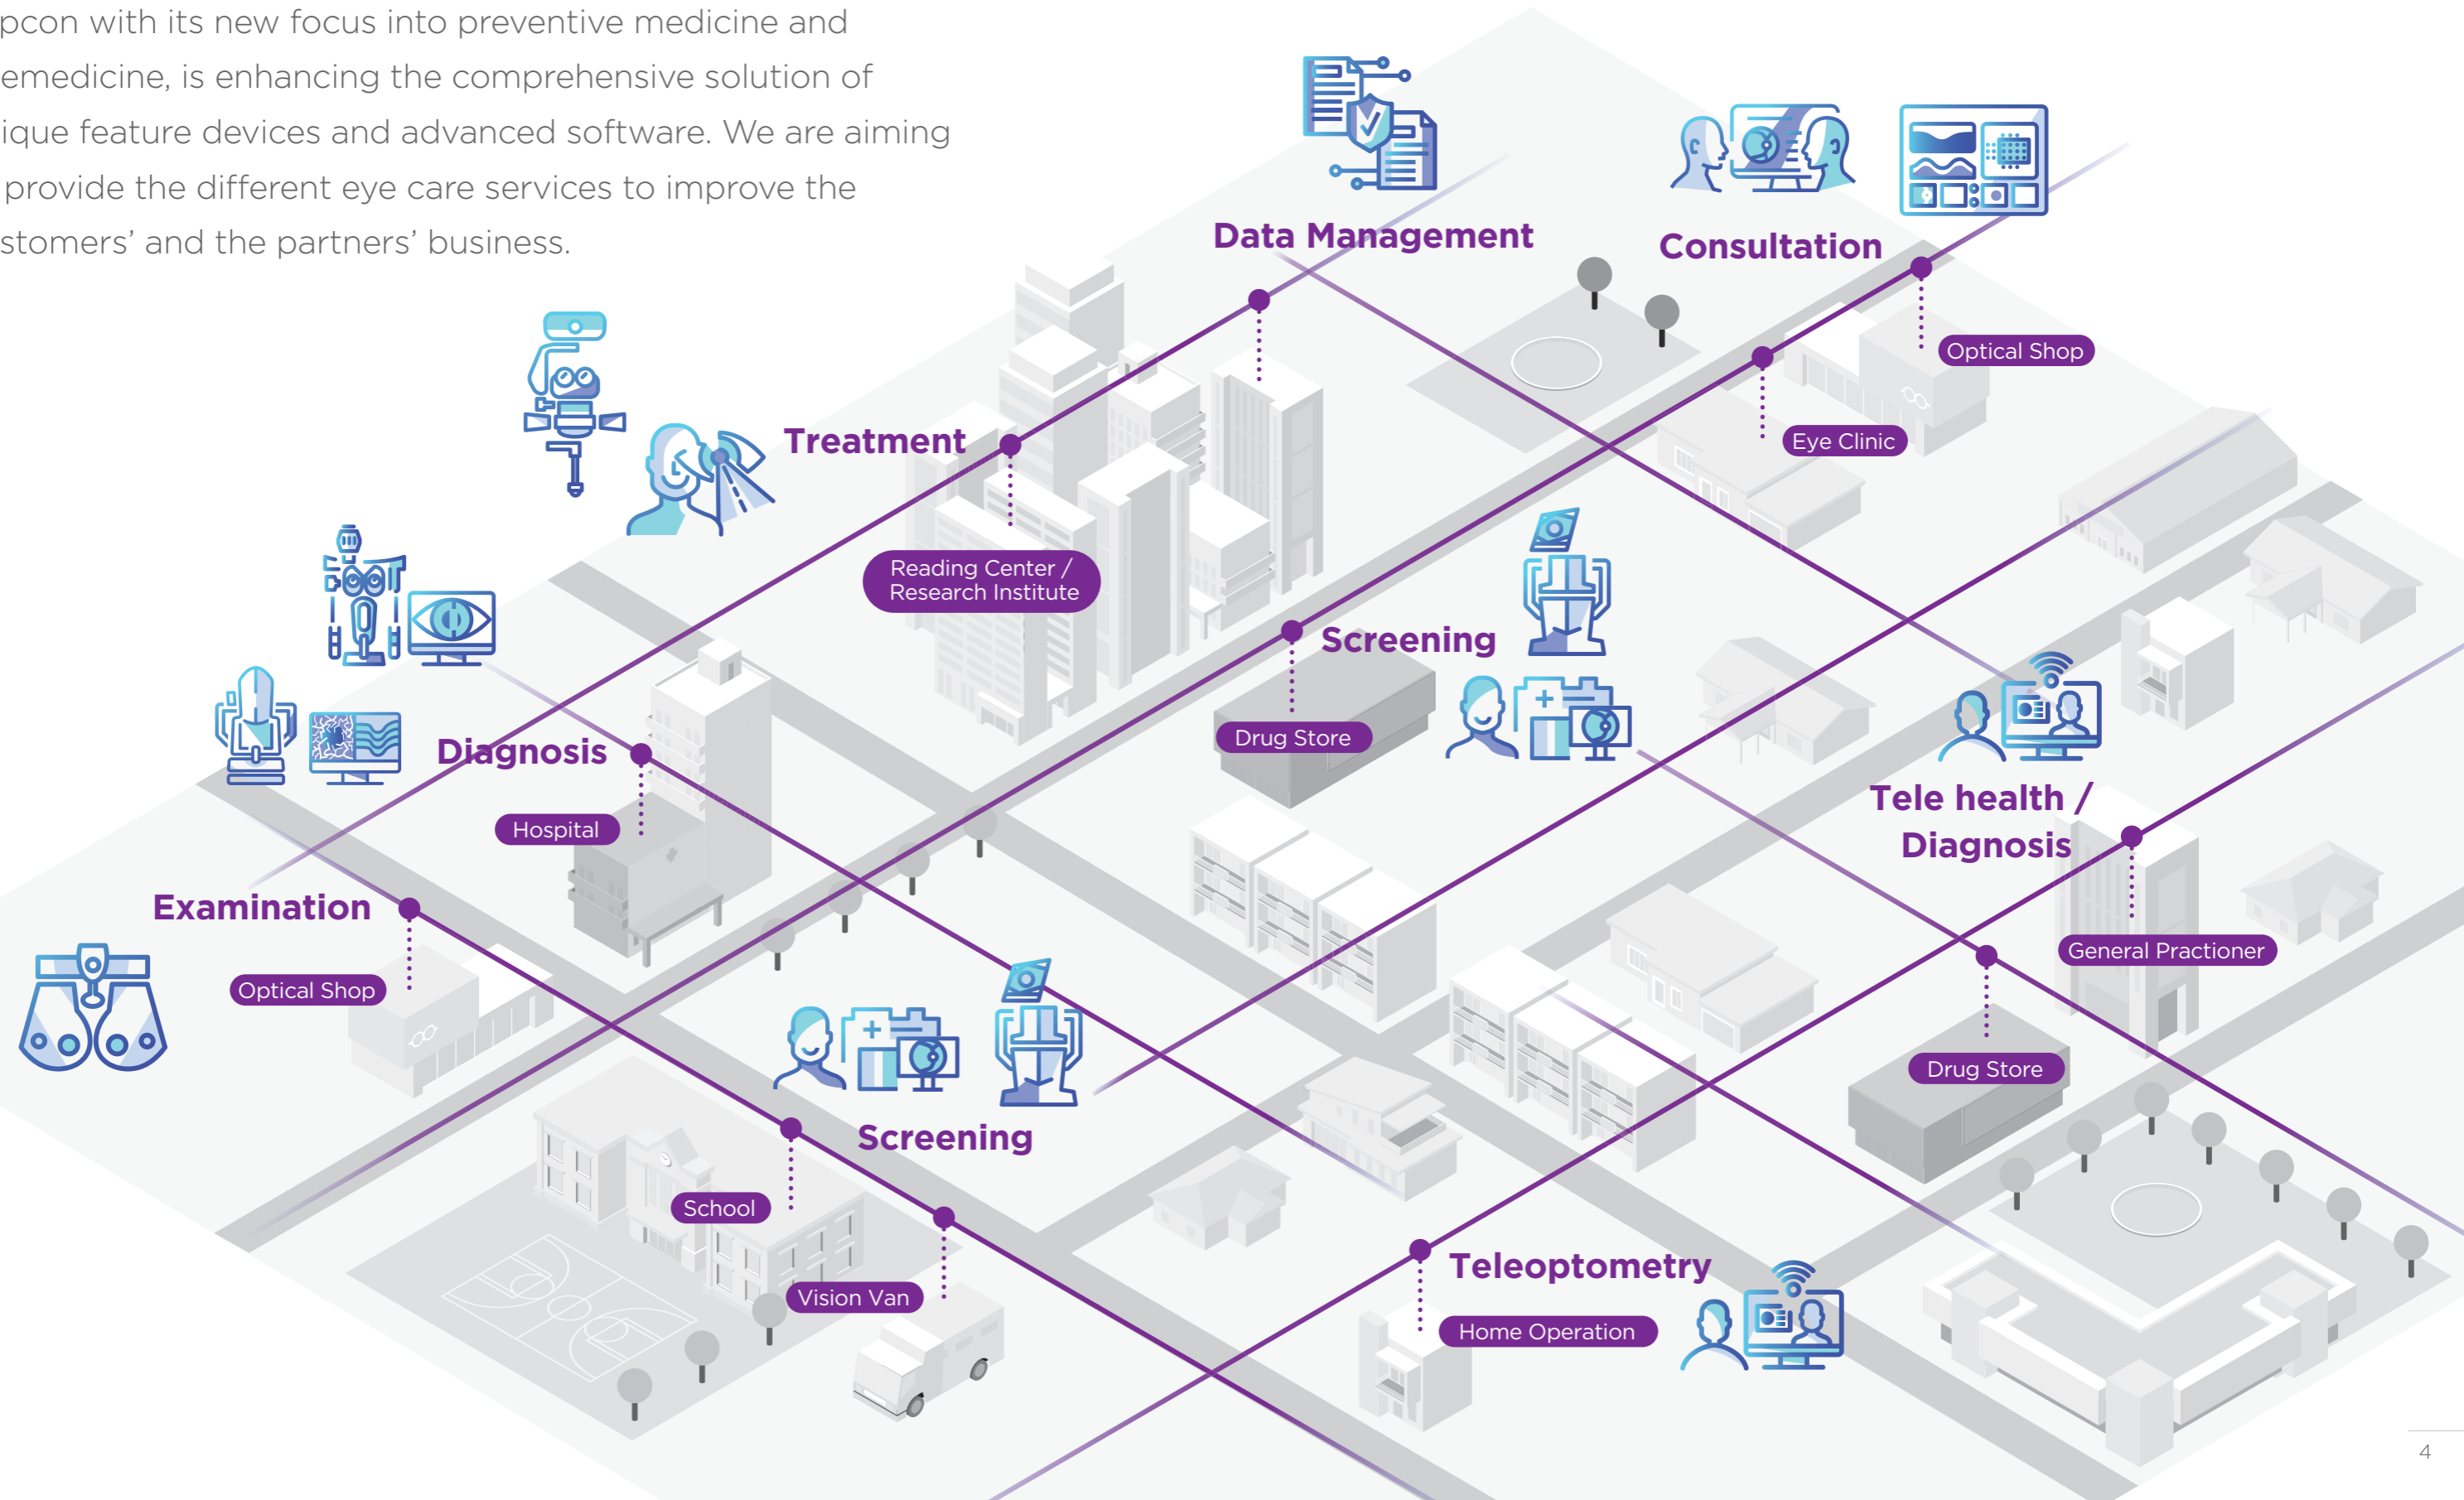 pcon with its new focus into preventive medicine and
emedicine, is enhancing the comprehensive solution of
ique feature devices and advanced software. We are aiming
provide the different eye care services to improve the
stomers’ and the partners’ business.
Data Management
Consultation
Optical Shop
Eye Clinic
Treatment
Reading Center /
Research Institute
Screening
Drug Store
Diagnosis
Hospital
Tele health /
Diagnosis
General Practioner
Drug Store
Examination
Optical Shop
Screening
School
Vision Van
Teleoptometry
Home Operation
4